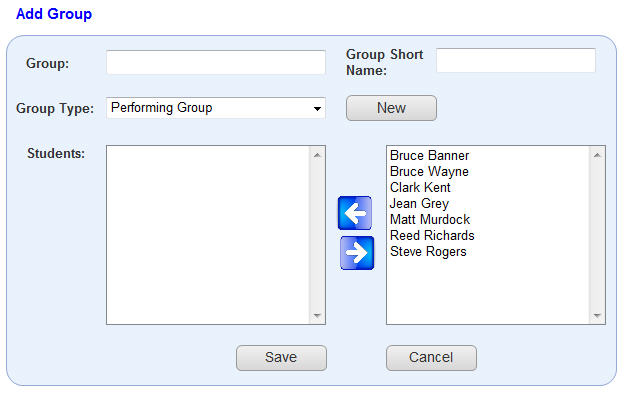 Add Group
Group:
Group Short
Name:
Group Type:
Performing Group
New
Students:
Bruce Banner
Bruce Wayne
Clark Kent
Jean Grey
Matt Murdock
Reed Richards
Steve Rogers
Save
Cancel